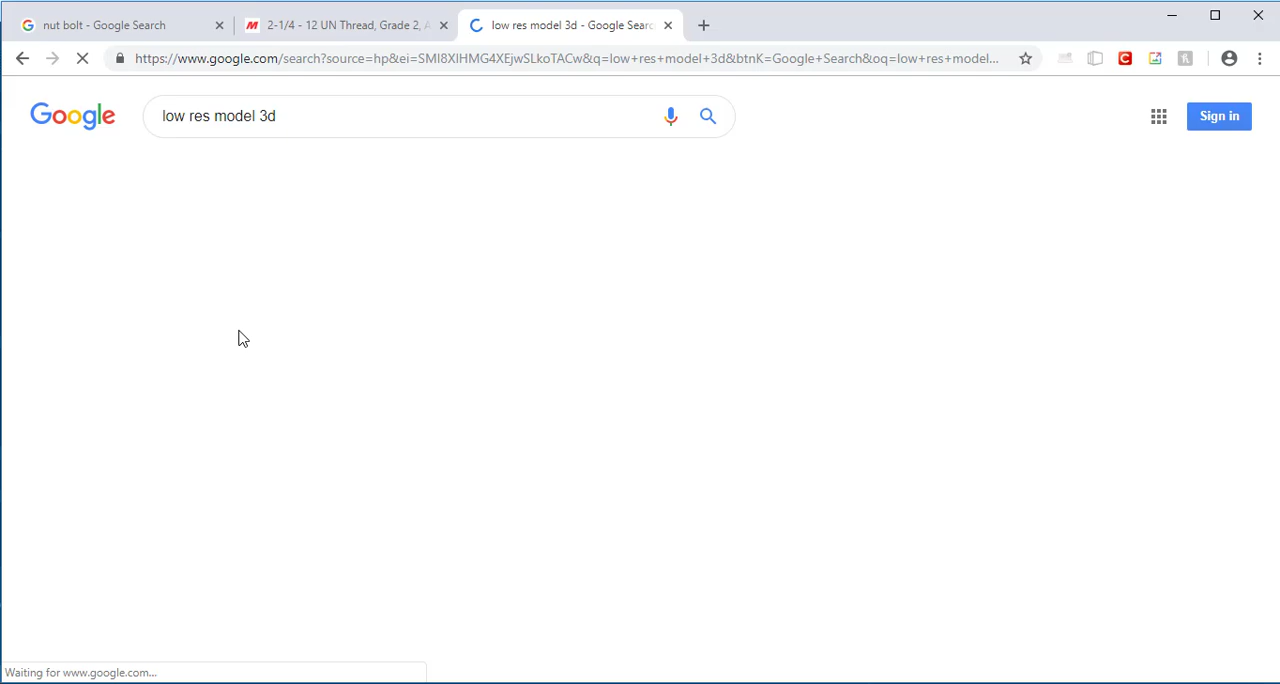 nut bolt - Google Search
2-1/4 - 12 UN Thread, Grade 2, A
low res model 3d - Google Searc
https://www.google.com/search?source=hp&ei=SMI8XIHMG4XEjwSLkoTACw&q=low+res+model+3d&btnK=Google+Search&oq=low+res+model...
Google
low res model 3d
Sign in
Waiting for www.google.com...